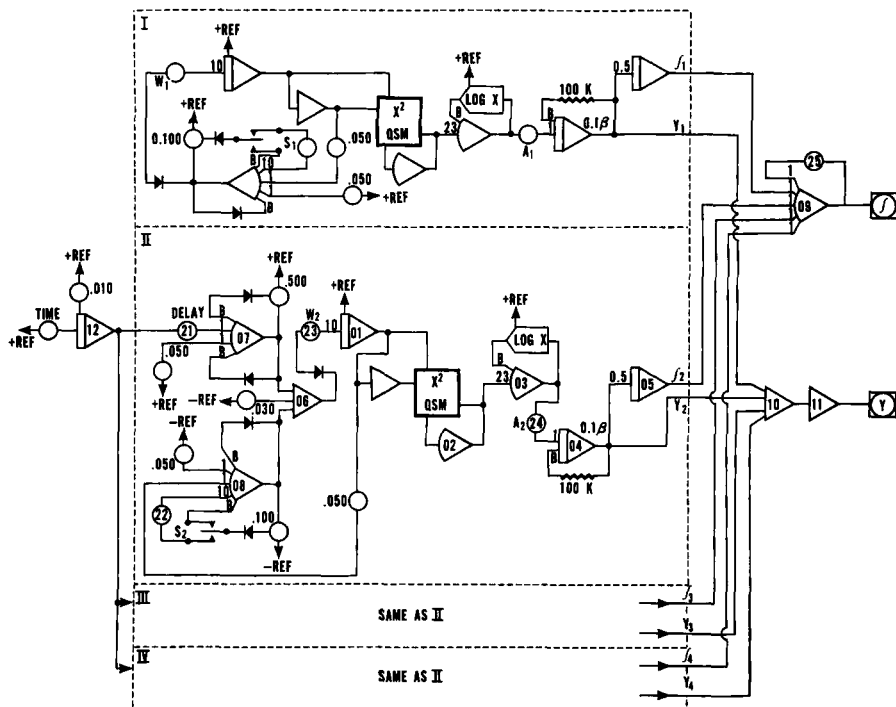 I
+REF
W1
10
+REF
0.100
S1
B
10
B
.050
.050
+REF
X2
QSM
+REF
LOG X
B
23
A1
100 K
B
0.1β
0.5
∫1
Y1
1
25
09
∫
II
+REF
.010
TIME
+REF
12
DELAY
21
+REF
.500
B
07
B
.050
+REF
W2
23
+REF
10
01
-REF
.030
06
-REF
.050
B
08
10
B
22
S2
.100
-REF
.050
X2
QSM
02
+REF
LOG X
B
23
03
A2
24
1
B
0.1β
04
100 K
0.5
05
∫2
Y2
10
11
Y
III
SAME AS II
∫3
Y3
IV
SAME AS II
∫4
Y4